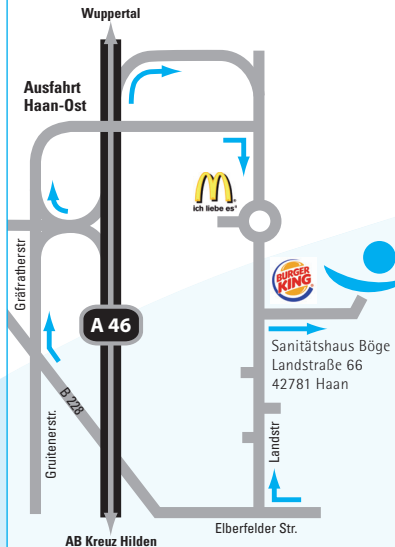 Wuppertal
Ausfahrt
Haan-Ost
ich liebe es®
Gräfratherstr
BURGER
KING
A 46
Sanitätshaus Böge
Landstraße 66
42781 Haan
B 228
Gruitenerstr.
Landstr
Elberfelder Str.
AB Kreuz Hilden